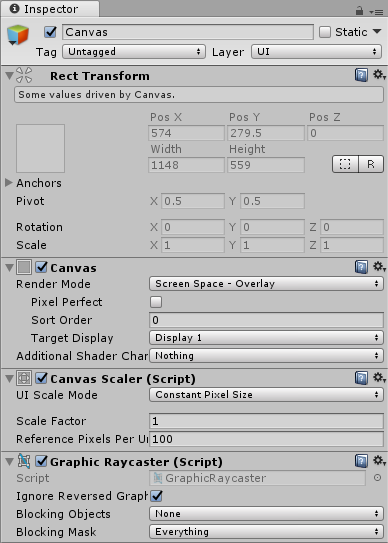 Inspector
Canvas Static
Tag Untagged Layer UI
Rect Transform
Some values driven by Canvas.
Pos X Pos Y Pos Z
574 279.5 0
Width Height
1148 559 R
Anchors
Pivot X 0.5 Y 0.5
Rotation X 0 Y 0 Z 0
Scale X 1 Y 1 Z 1
Canvas
Render Mode Screen Space - Overlay
Pixel Perfect
Sort Order 0
Target Display Display 1
Additional Shader Char Nothing
Canvas Scaler (Script)
UI Scale Mode Constant Pixel Size
Scale Factor 1
Reference Pixels Per Un 100
Graphic Raycaster (Script)
Script GraphicRaycaster
Ignore Reversed Graph
Blocking Objects None
Blocking Mask Everything